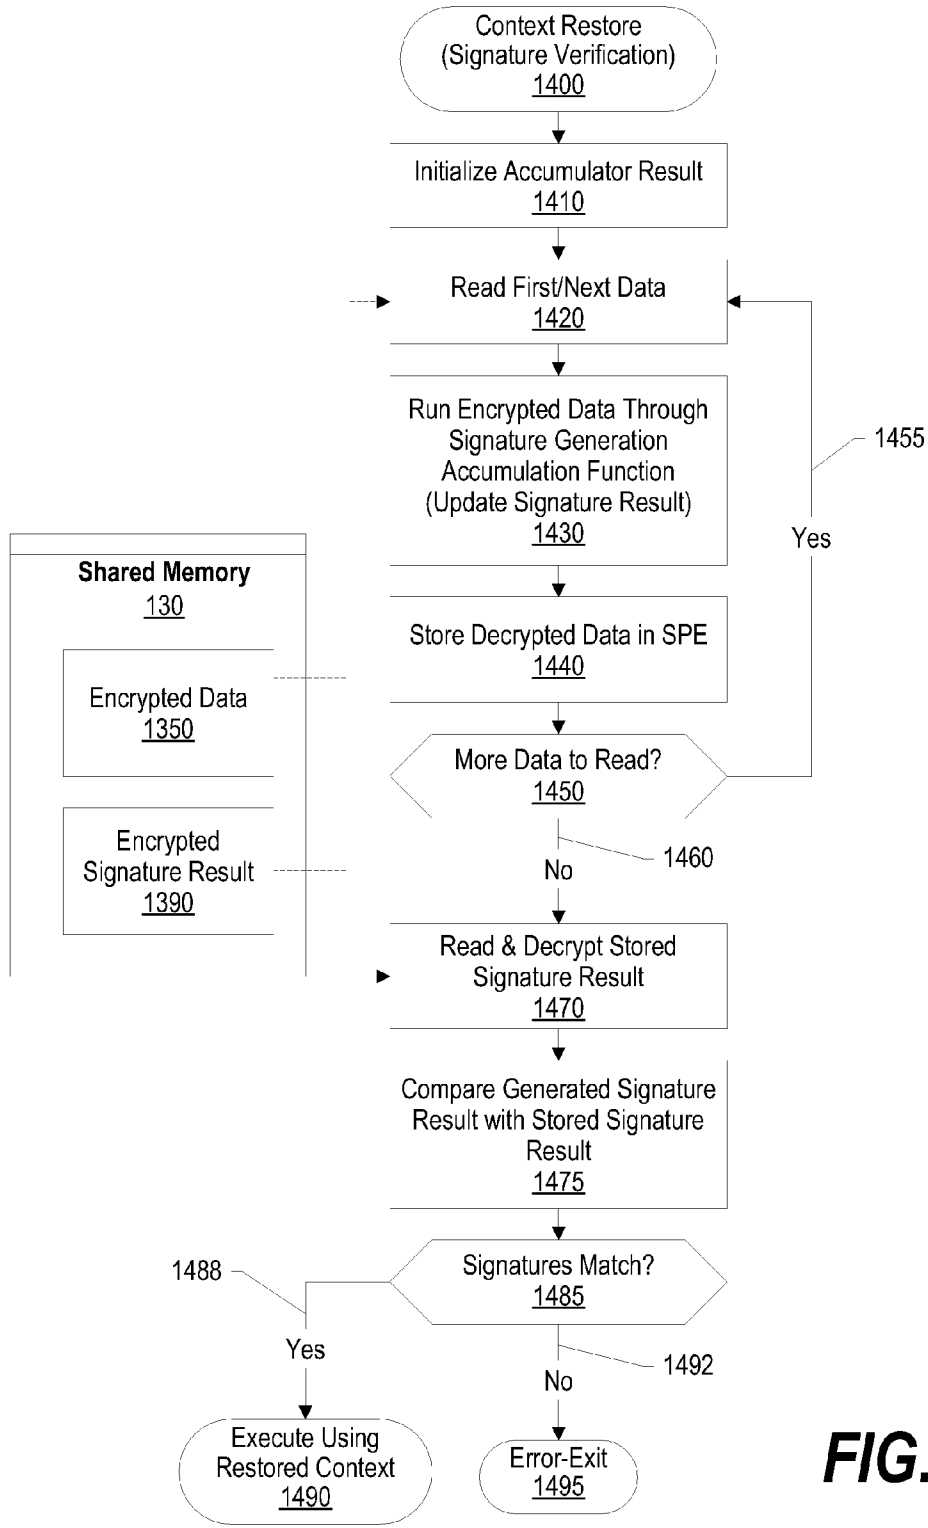 Context Restore
(Signature Verification)
1400
Initialize Accumulator Result
1410
Read First/Next Data
1420
Run Encrypted Data Through
Signature Generation
Accumulation Function
(Update Signature Result)
1430
1455
Yes
Shared Memory
130
Store Decrypted Data in SPE
1440
Encrypted Data
1350
More Data to Read?
1450
Encrypted
Signature Result
1390
1460
No
Read & Decrypt Stored
Signature Result
1470
Compare Generated Signature
Result with Stored Signature
Result
1475
Signatures Match?
1485
1488
Yes
1492
No
Execute Using
Restored Context
1490
Error-Exit
1495
FIG.